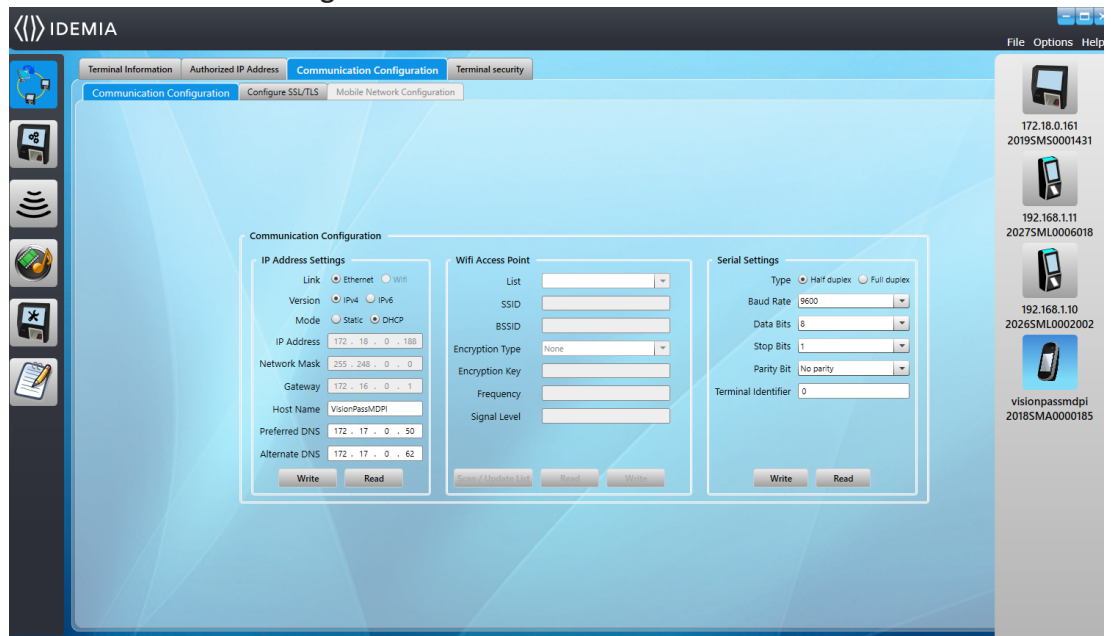 IDEMIA
File Options Help
Terminal Information Authorized IP Address Communication Configuration Terminal security
Communication Configuration Configure SSL/TLS Mobile Network Configuration
Communication Configuration
IP Address Settings
Link Ethernet Wifi
Version IPv4 IPv6
Mode Static DHCP
IP Address 172 . 18 . 0 . 188
Network Mask 255 . 248 . 0 . 0
Gateway 172 . 16 . 0 . 1
Host Name VisionPassMDPI
Preferred DNS 172 . 17 . 0 . 50
Alternate DNS 172 . 17 . 0 . 62
Write Read
Wifi Access Point
List
SSID
BSSID
Encryption Type None
Encryption Key
Frequency
Signal Level
Scan / Update List Read Write
Serial Settings
Type Half duplex Full duplex
Baud Rate 9600
Data Bits 8
Stop Bits 1
Parity Bit No parity
Terminal Identifier 0
Write Read
172.18.0.161
2019SMS0001431
192.168.1.11
2027SML0006018
192.168.1.10
2026SML0002002
visionpassmdpi
2018SMA0000185